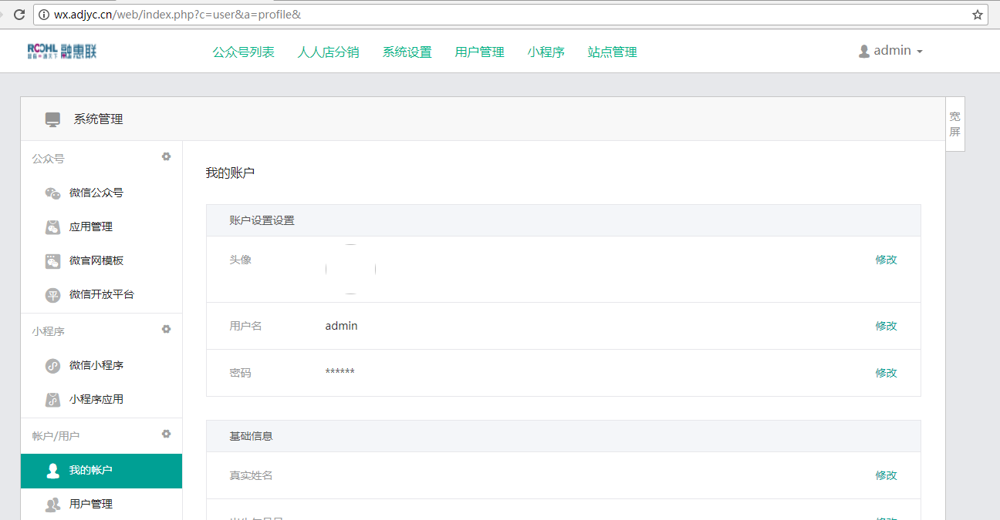 wx.adjyc.cn/web/index.php?c=user&a=profile&
ROOHL 融惠联
公众号列表 人人店分销 系统设置 用户管理 小程序 站点管理
admin
系统管理
宽
屏
公众号
微信公众号
应用管理
微官网模板
微信开放平台
小程序
微信小程序
小程序应用
帐户/用户
我的帐户
用户管理
我的账户
账户设置设置
头像 修改
用户名 admin 修改
密码 ****** 修改
基础信息
真实姓名 修改